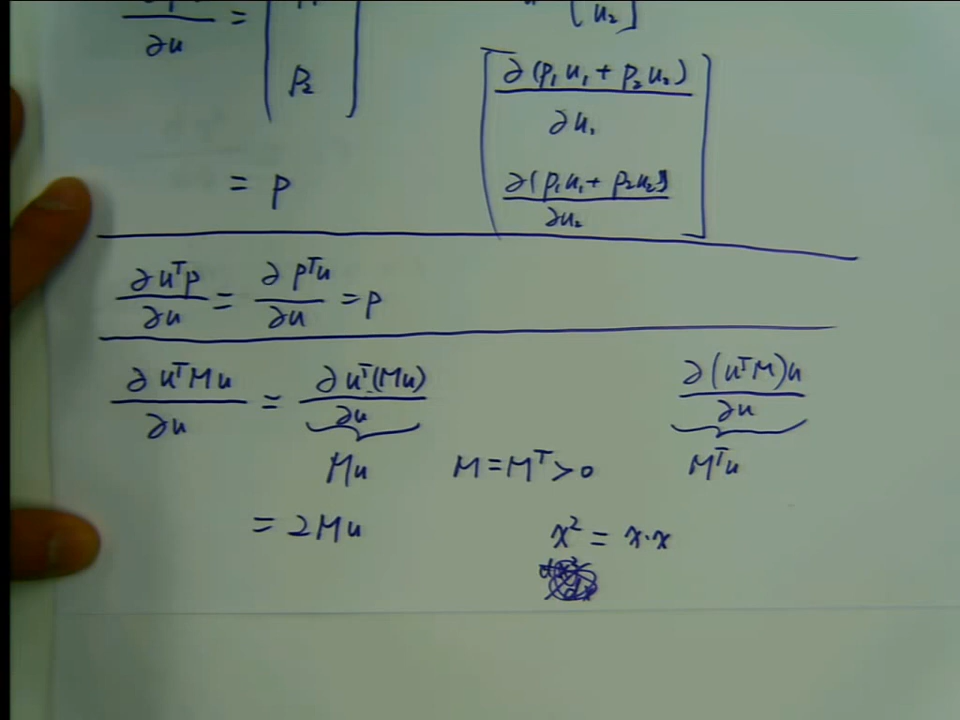 ∂u = [ p₂ ] [ u₂ ]
= p [ ∂(p₁u₁ + p₂u₂) / ∂u₁
∂(p₁u₁ + p₂u₂) / ∂u₂ ]
∂uᵀp / ∂u = ∂pᵀu / ∂u = p
∂uᵀMu / ∂u = ∂uᵀ(Mu) / ∂u ∂(uᵀM)u / ∂u
Mu M = Mᵀ > 0 Mᵀu
= 2Mu x² = x·x